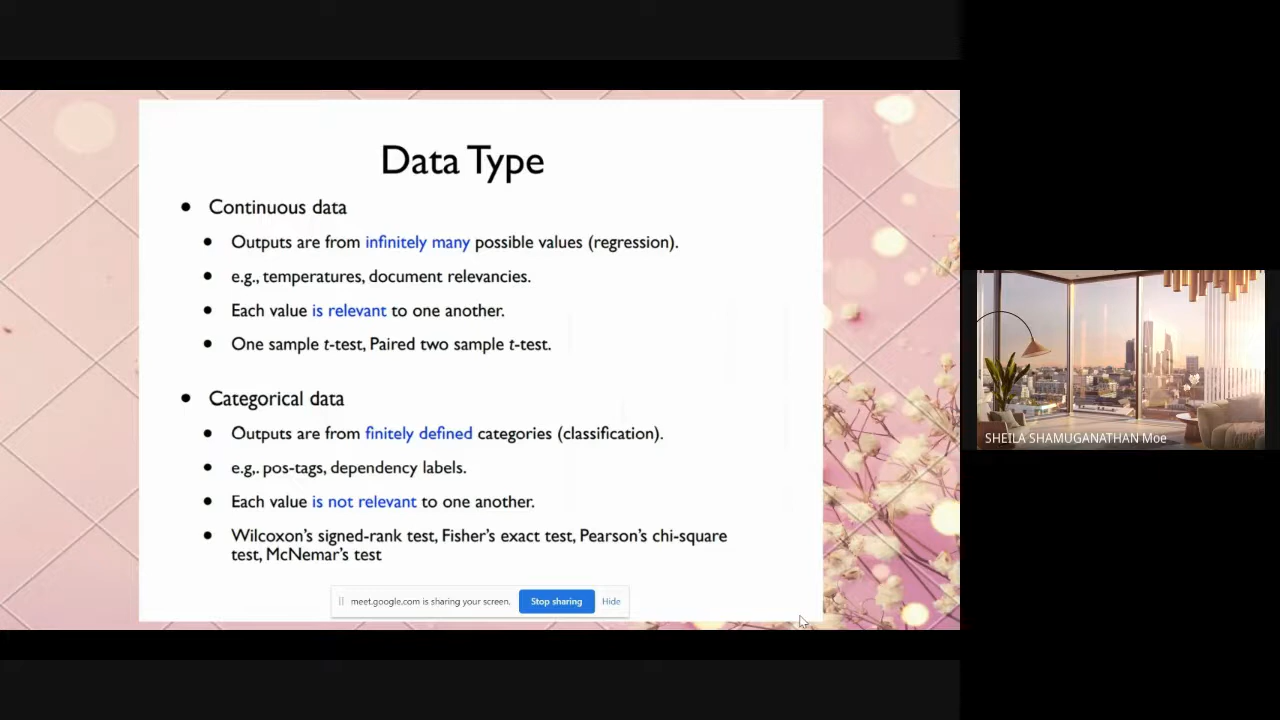 Data Type
Continuous data
Outputs are from infinitely many possible values (regression).
e.g., temperatures, document relevancies.
Each value is relevant to one another.
One sample t-test, Paired two sample t-test.
Categorical data
Outputs are from finitely defined categories (classification).
e.g,. pos-tags, dependency labels.
Each value is not relevant to one another.
Wilcoxon's signed-rank test, Fisher's exact test, Pearson's chi-square
test, McNemar's test
meet.google.com is sharing your screen. Stop sharing Hide
SHEILA SHAMUGANATHAN Moe